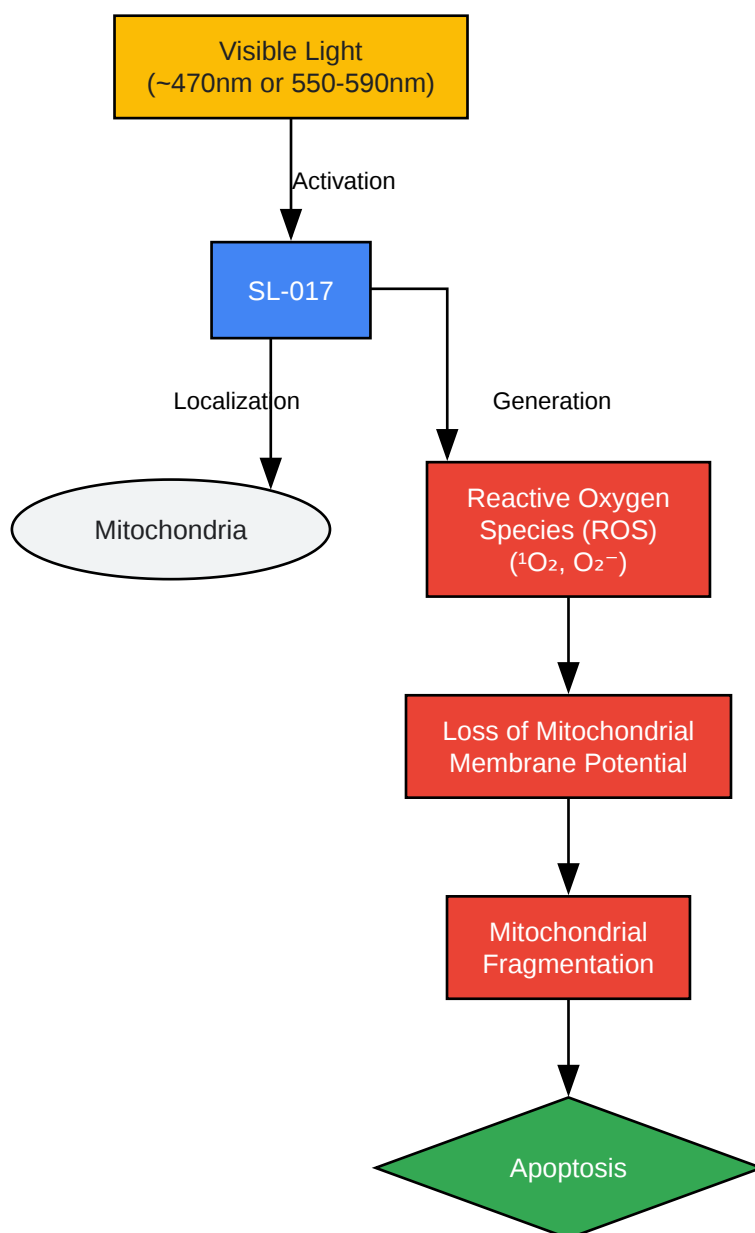 Visible Light
(~470nm or 550-590nm)
Activation
SL-017
Localization
Generation
Mitochondria
Reactive Oxygen
Species (ROS)
(¹O₂, O₂⁻)
Loss of Mitochondrial
Membrane Potential
Mitochondrial
Fragmentation
Apoptosis